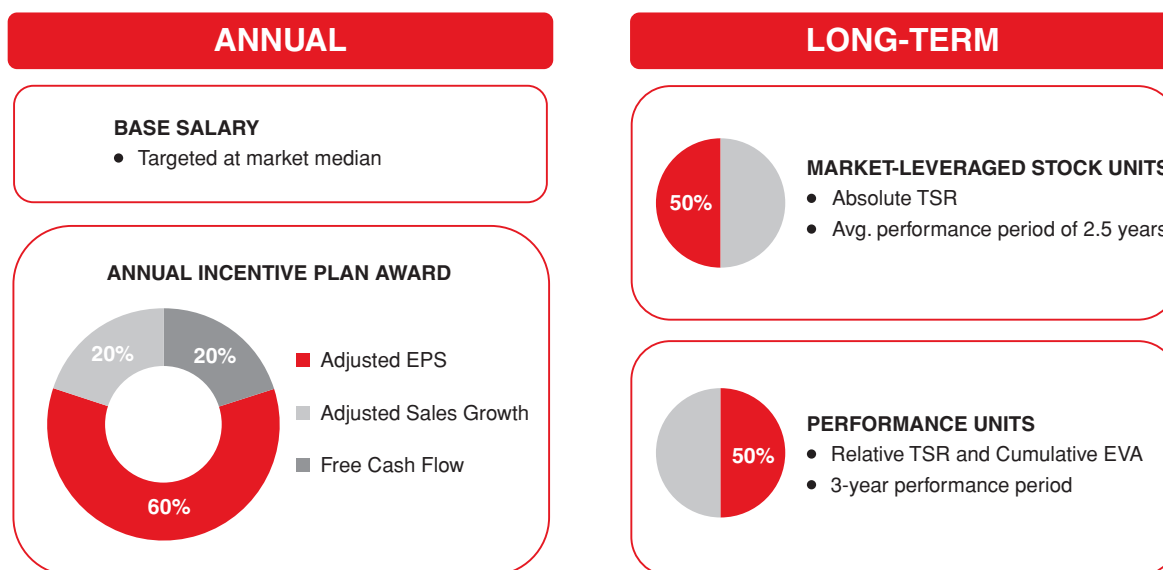 ANNUAL
BASE SALARY
• Targeted at market median
ANNUAL INCENTIVE PLAN AWARD
20%
20%
60%
Adjusted EPS
Adjusted Sales Growth
Free Cash Flow
LONG-TERM
50%
MARKET-LEVERAGED STOCK UNITS
• Absolute TSR
• Avg. performance period of 2.5 years
50%
PERFORMANCE UNITS
• Relative TSR and Cumulative EVA
• 3-year performance period